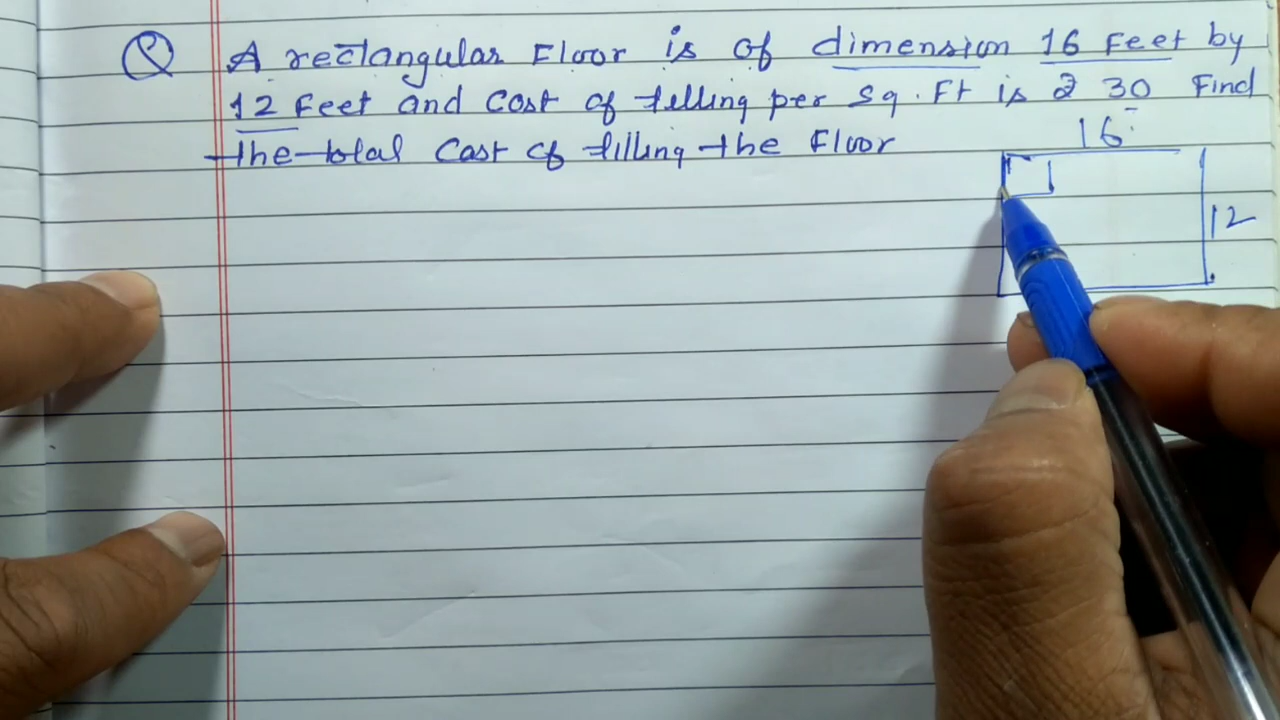 Q A rectangular Floor is of dimension 16 Feet by
12 Feet and Cost of tilling per sq. Ft is ₹ 30 Find
the total Cost of tilling the Floor
16
12